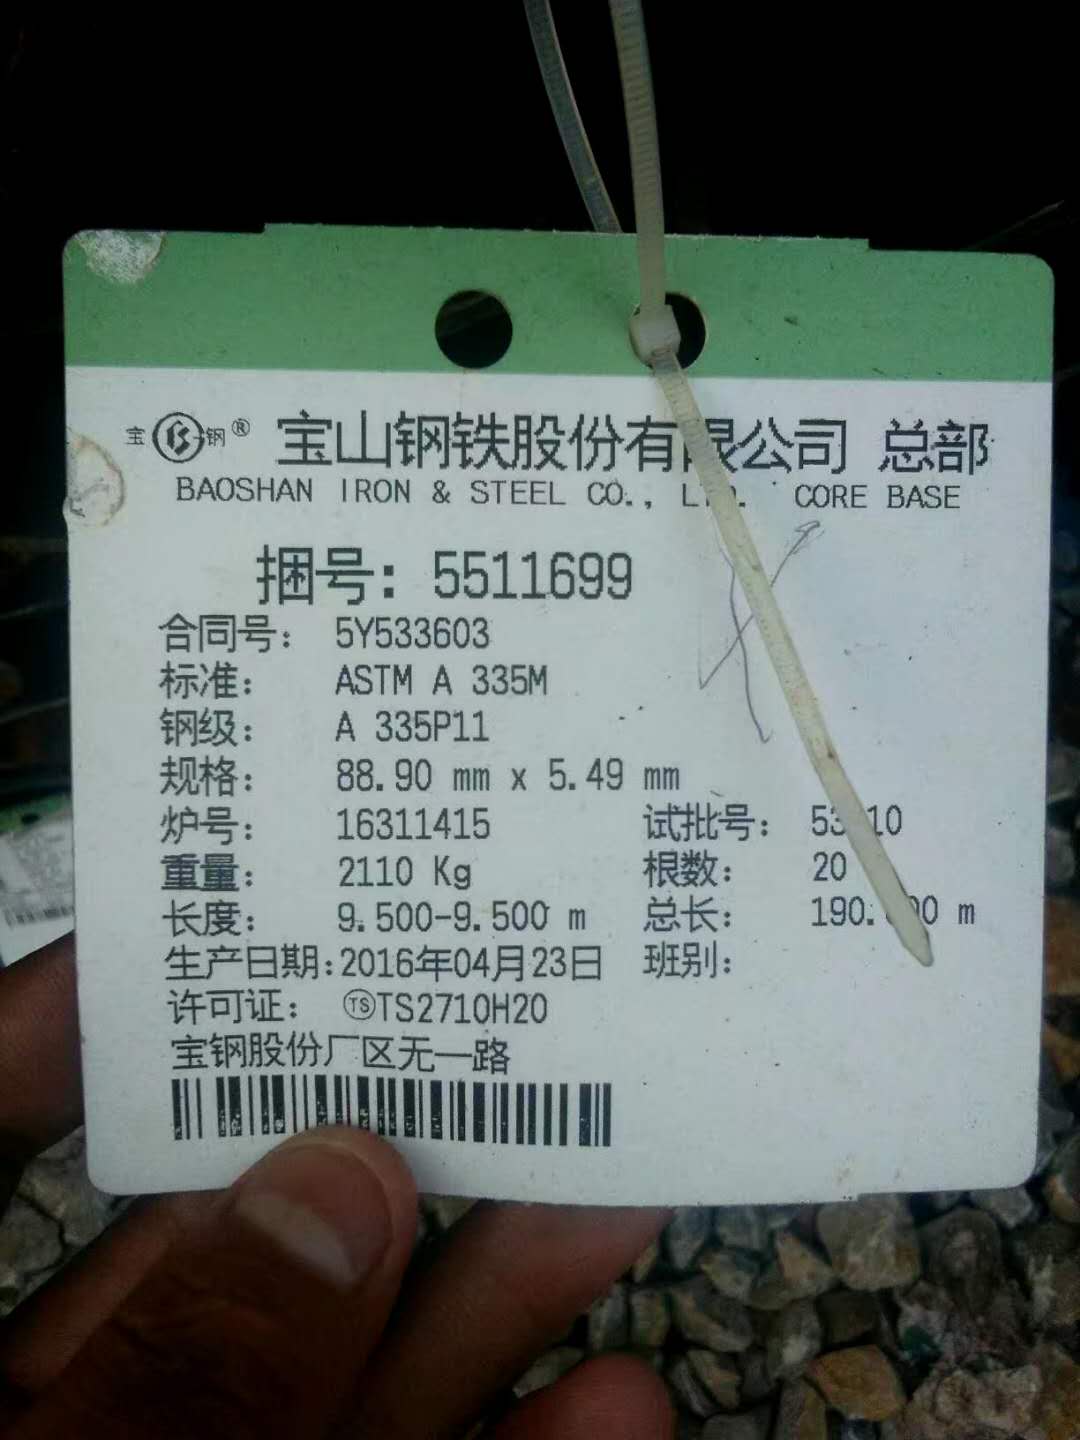 宝 钢® 宝山钢铁股份有限公司 总部
BAOSHAN IRON & STEEL CO., CORE BASE
捆号: 5511699
合同号: 5Y533603
标准: ASTM A 335M
钢级: A 335P11
规格: 88.90 mm x 5.49 mm
炉号: 16311415 试批号:
重量: 2110 Kg 根数: 20
长度: 9.500-9.500 m 总长: m
生产日期:2016年04月23日 班别:
许可证: TS TS2710H20
宝钢股份厂区无一路